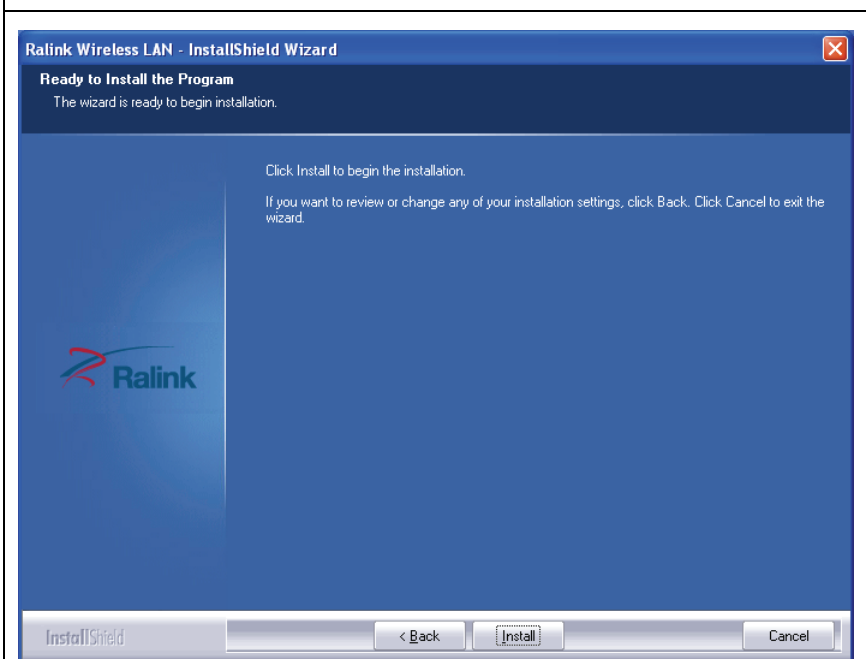 Ralink Wireless LAN - InstallShield Wizard
Ready to Install the Program
The wizard is ready to begin installation.
Click Install to begin the installation.
If you want to review or change any of your installation settings, click Back. Click Cancel to exit the
wizard.
Ralink
InstallShield
< Back
Install
Cancel